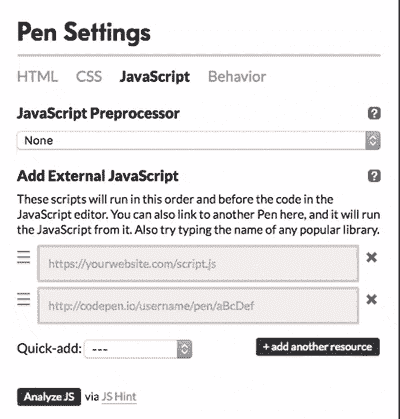 Pen Settings
HTML CSS JavaScript Behavior
JavaScript Preprocessor ?
None
Add External JavaScript ?
These scripts will run in this order and before the code in the
JavaScript editor. You can also link to another Pen here, and it will run
the JavaScript from it. Also try typing the name of any popular library.
https://yourwebsite.com/script.js
http://codepen.io/username/pen/aBcDef
Quick-add: --- + add another resource
Analyze JS via JS Hint